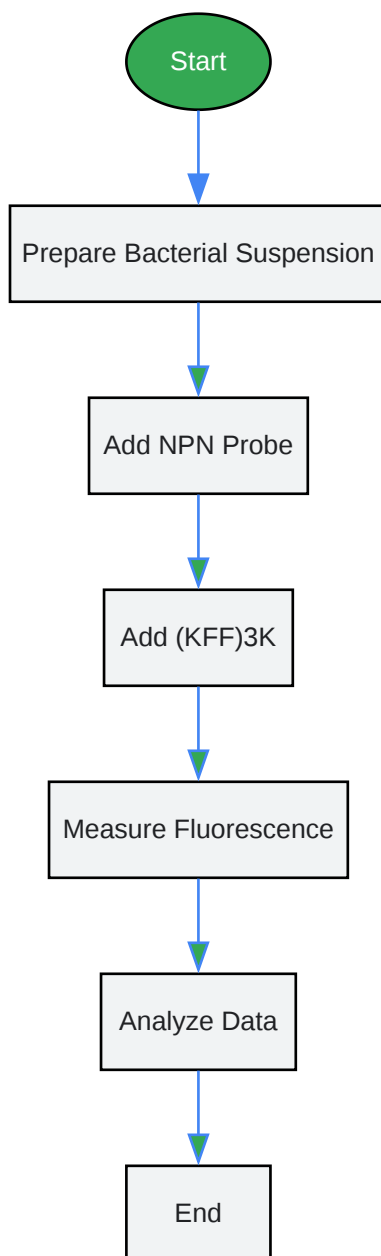 Start
Prepare Bacterial Suspension
Add NPN Probe
Add (KFF)3K
Measure Fluorescence
Analyze Data
End